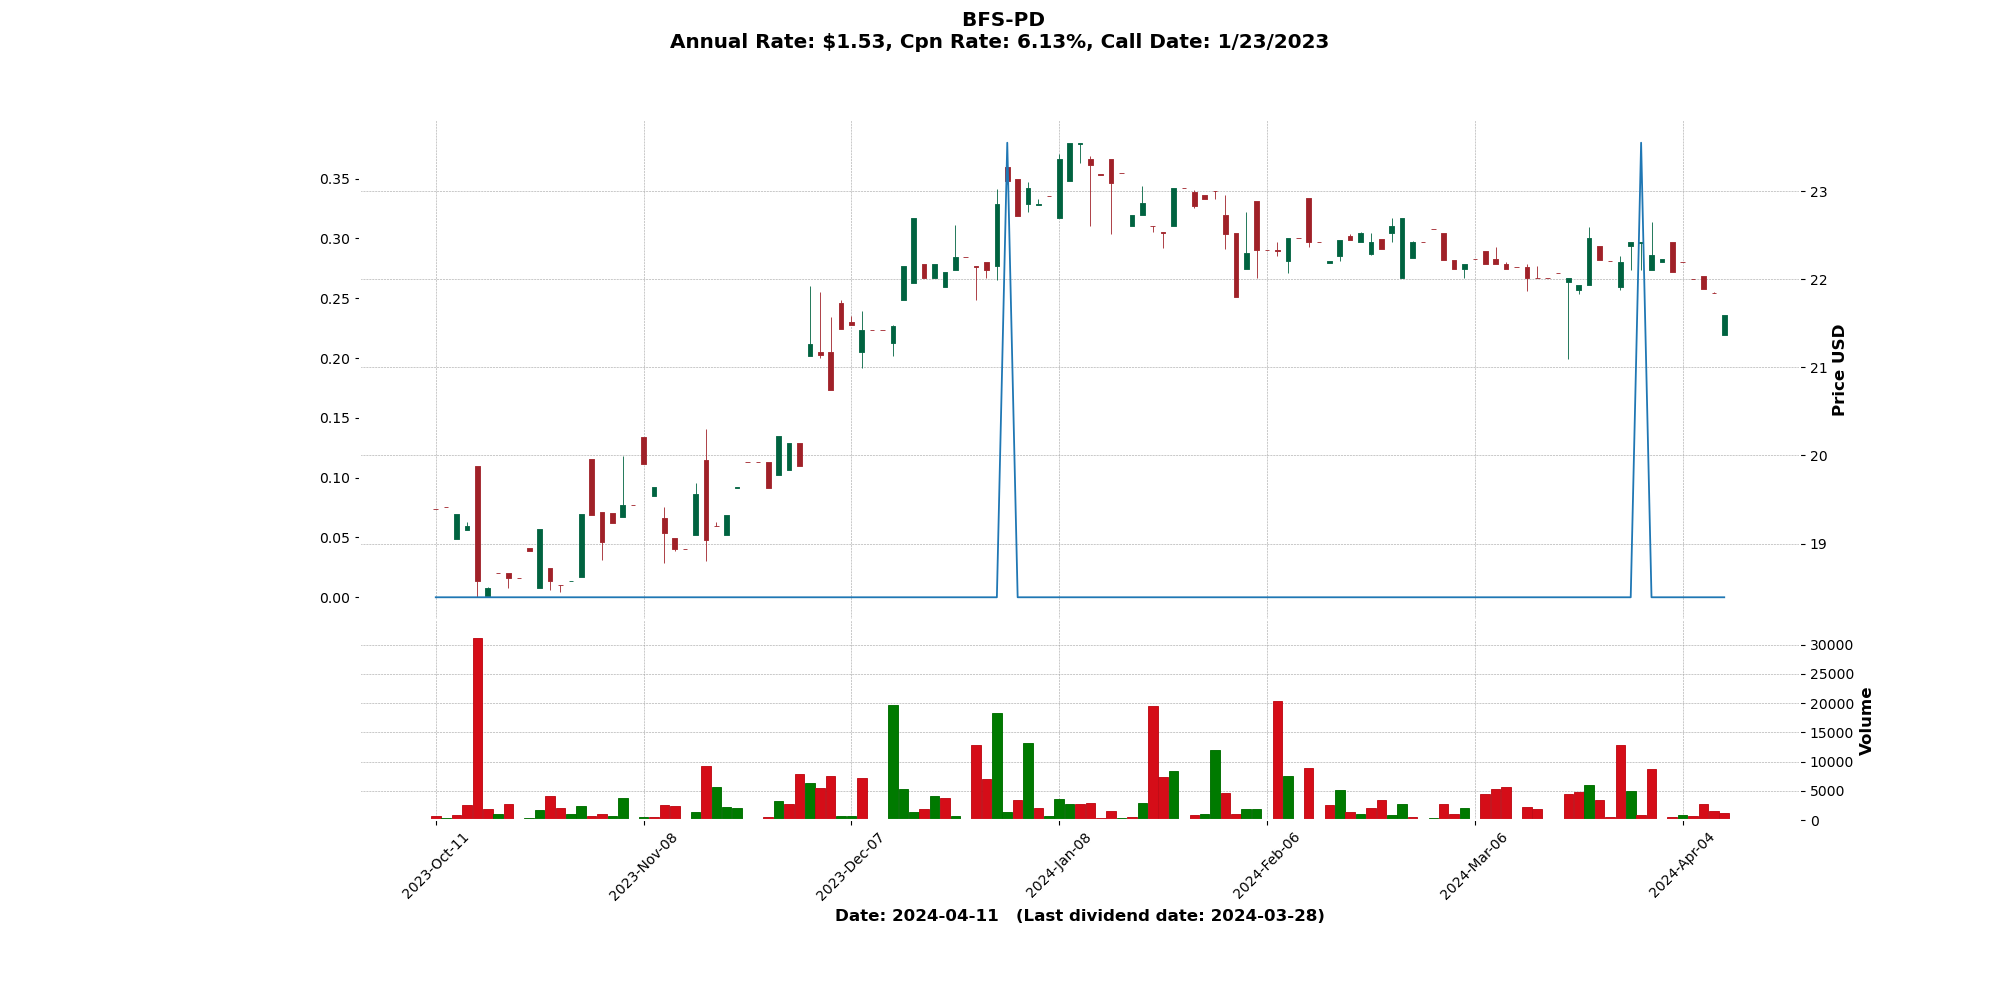 BFS-PD
Annual Rate: $1.53, Cpn Rate: 6.13%, Call Date: 1/23/2023
0.35
0.30
0.25
0.20
0.15
0.10
0.05
0.00
23
22
21
20
19
Price USD
30000
25000
20000
15000
10000
5000
0
Volume
2023-Oct-11
2023-Nov-08
2023-Dec-07
2024-Jan-08
2024-Feb-06
2024-Mar-06
2024-Apr-04
Date: 2024-04-11   (Last dividend date: 2024-03-28)